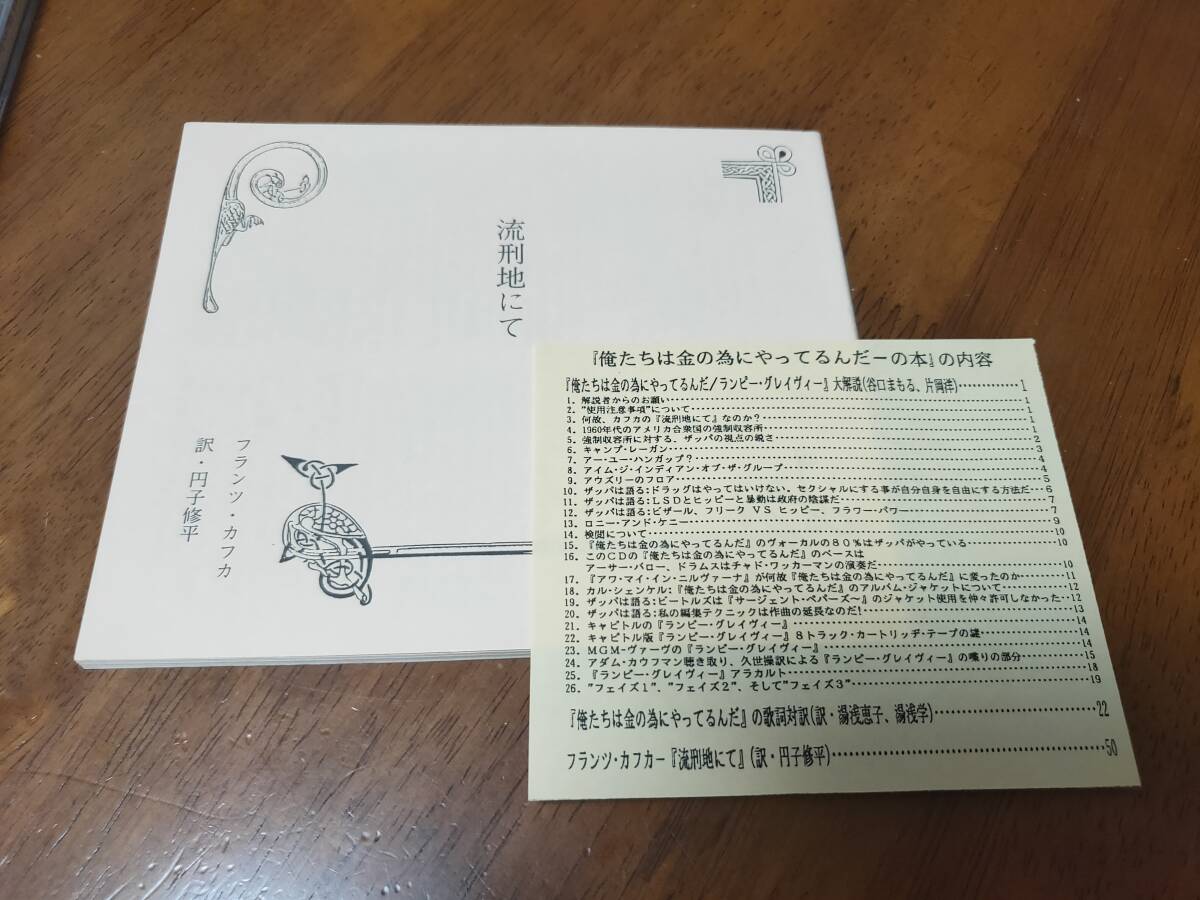 流刑地にて
フランツ・カフカ
訳・円子修平
『俺たちは金の為にやってるんだーの本』の内容
『俺たちは金の為にやってるんだ/ランピー・グレイヴィー』大解説(谷口まもる、片岡洋)…………1
1. 解説者からのお願い……1
2. ”使用注意事項”について……1
3. 何故、カフカの『流刑地にて』なのか?……1
4. 1960年代のアメリカ合衆国の強制収容所……1
5. 強制収容所に対する、ザッパの視点の鋭さ……2
6. キャンプ・レーガン……3
7. アー・ユー・ハンガップ?……4
8. アイム・ジ・インディアン・オブ・ザ・グループ……4
9. アウズリーのフロア……5
10. ザッパは語る:ドラッグはやってはいけない。セクシャルにする事が自分自身を自由にする方法だ…6
11. ザッパは語る:LSDとヒッピーと暴動は政府の陰謀だ……7
12. ザッパは語る:ビザール、フリーク VS ヒッピー、フラワー・パワー……7
13. ロニー・アンド・ケニー……9
14. 検閲について……10
15. 『俺たちは金の為にやってるんだ』のヴォーカルの80%はザッパがやっている……10
16. このCDの『俺たちは金の為にやってるんだ』のベースは
アーサー・バロー、ドラムスはチャド・ワッカーマンの演奏だ……10
17. 『アワ・マイ・イン・ニルヴァーナ』が何故『俺たちは金の為にやってるんだ』に変ったのか……11
18. カル・シェンケル:『俺たちは金の為にやってるんだ』のアルバム・ジャケットについて……12
19. ザッパは語る:ビートルズは『サージェント・ペパーズ〜』のジャケット使用を仲々許可しなかった…12
20. ザッパは語る:私の編集テクニックは作曲の延長なのだ!……13
21. キャピトルの『ランピー・グレイヴィー』……14
22. キャピトル版『ランピー・グレイヴィー』8トラック・カートリッヂ・テープの謎……14
23. MGM-ヴァーヴの『ランピー・グレイヴィー』……14
24. アダム・カウフマン聴き取り、久世操訳による『ランピー・グレイヴィー』の喋りの部分……15
25. 『ランピー・グレイヴィー』アラカルト……18
26. ”フェイズ1”、”フェイズ2”、そして”フェイズ3”……19
『俺たちは金の為にやってるんだ』の歌詞対訳(訳・湯浅恵子、湯浅学)……22
フランツ・カフカー『流刑地にて』(訳・円子修平)……50